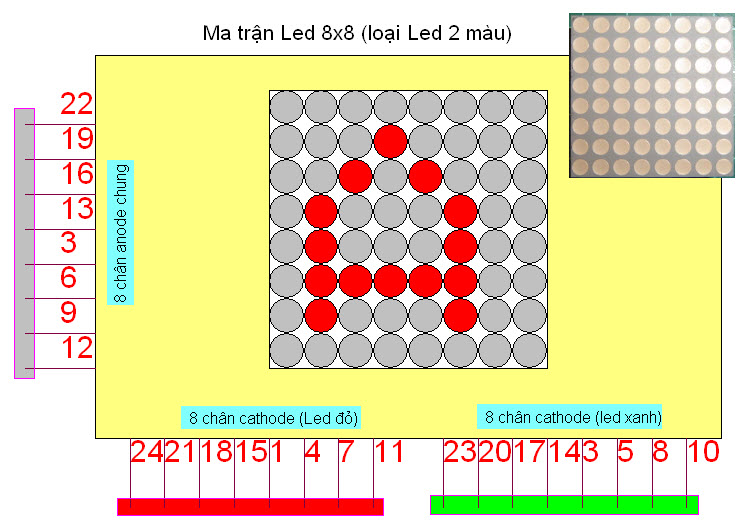 Ma trận Led 8x8 (loại Led 2 màu)
22
19
16
13
3
6
9
12
8 chân anode chung
8 chân cathode (Led đỏ)
8 chân cathode (led xanh)
24 21 18 15 1 4 7 11
23 20 17 14 3 5 8 10